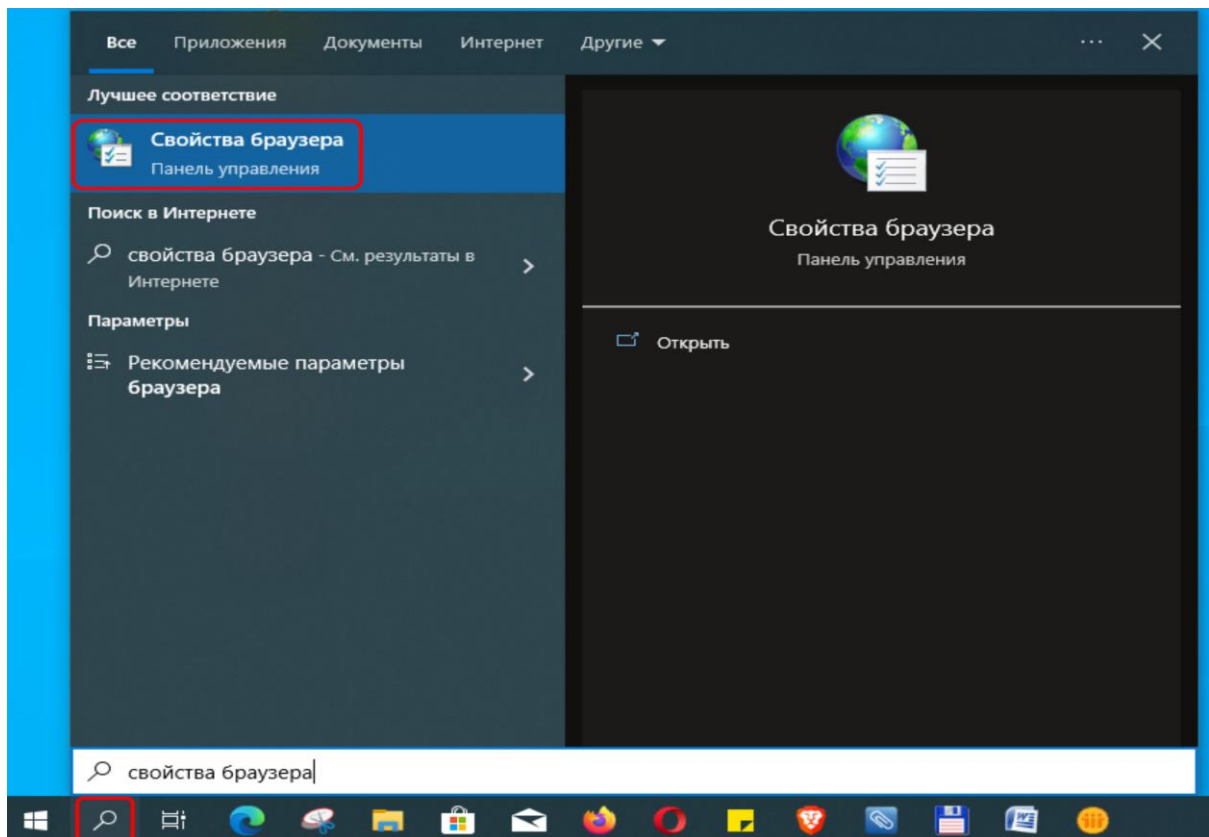 Все Приложения Документы Интернет Другие
Лучшее соответствие
Свойства браузера
Панель управления
Поиск в Интернете
свойства браузера - См. результаты в
Интернете
Параметры
Рекомендуемые параметры
браузера
Свойства браузера
Панель управления
Открыть
свойства браузера